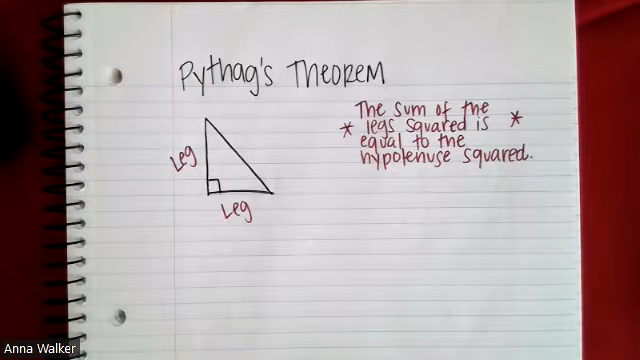 Pythag's Theorem
The sum of the
* legs squared is *
equal to the
hypotenuse squared.
Leg
Leg
Anna Walker